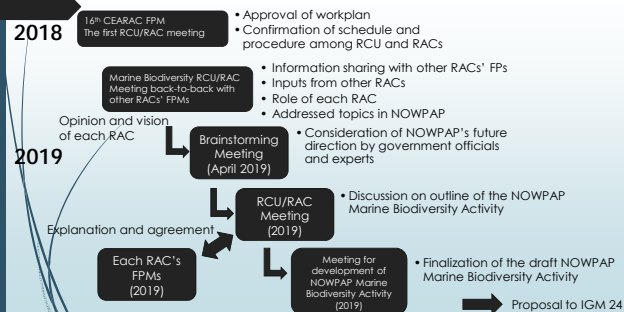 2018
16th CEARAC FPM
The first RCU/RAC meeting
• Approval of workplan
• Confirmation of schedule and
procedure among RCU and RACs
Marine Biodiversity RCU/RAC
Meeting back-to-back with
other RACs' FPMs
• Information sharing with other RACs' FPs
• Inputs from other RACs
• Role of each RAC
• Addressed topics in NOWPAP
Opinion and vision
of each RAC
2019
Brainstorming
Meeting
(April 2019)
• Consideration of NOWPAP's future
direction by government officials
and experts
RCU/RAC
Meeting
(2019)
• Discussion on outline of the NOWPAP
Marine Biodiversity Activity
Explanation and agreement
Each RAC's
FPMs
(2019)
Meeting for
development of
NOWPAP Marine
Biodiversity Activity
(2019)
• Finalization of the draft NOWPAP
Marine Biodiversity Activity
Proposal to IGM 24